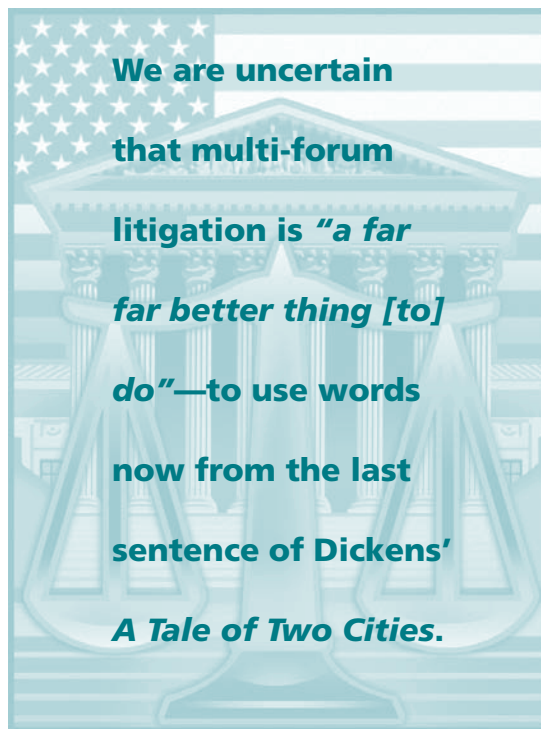 We are uncertain
that multi-forum
litigation is “a far
far better thing [to]
do”—to use words
now from the last
sentence of Dickens’
A Tale of Two Cities.